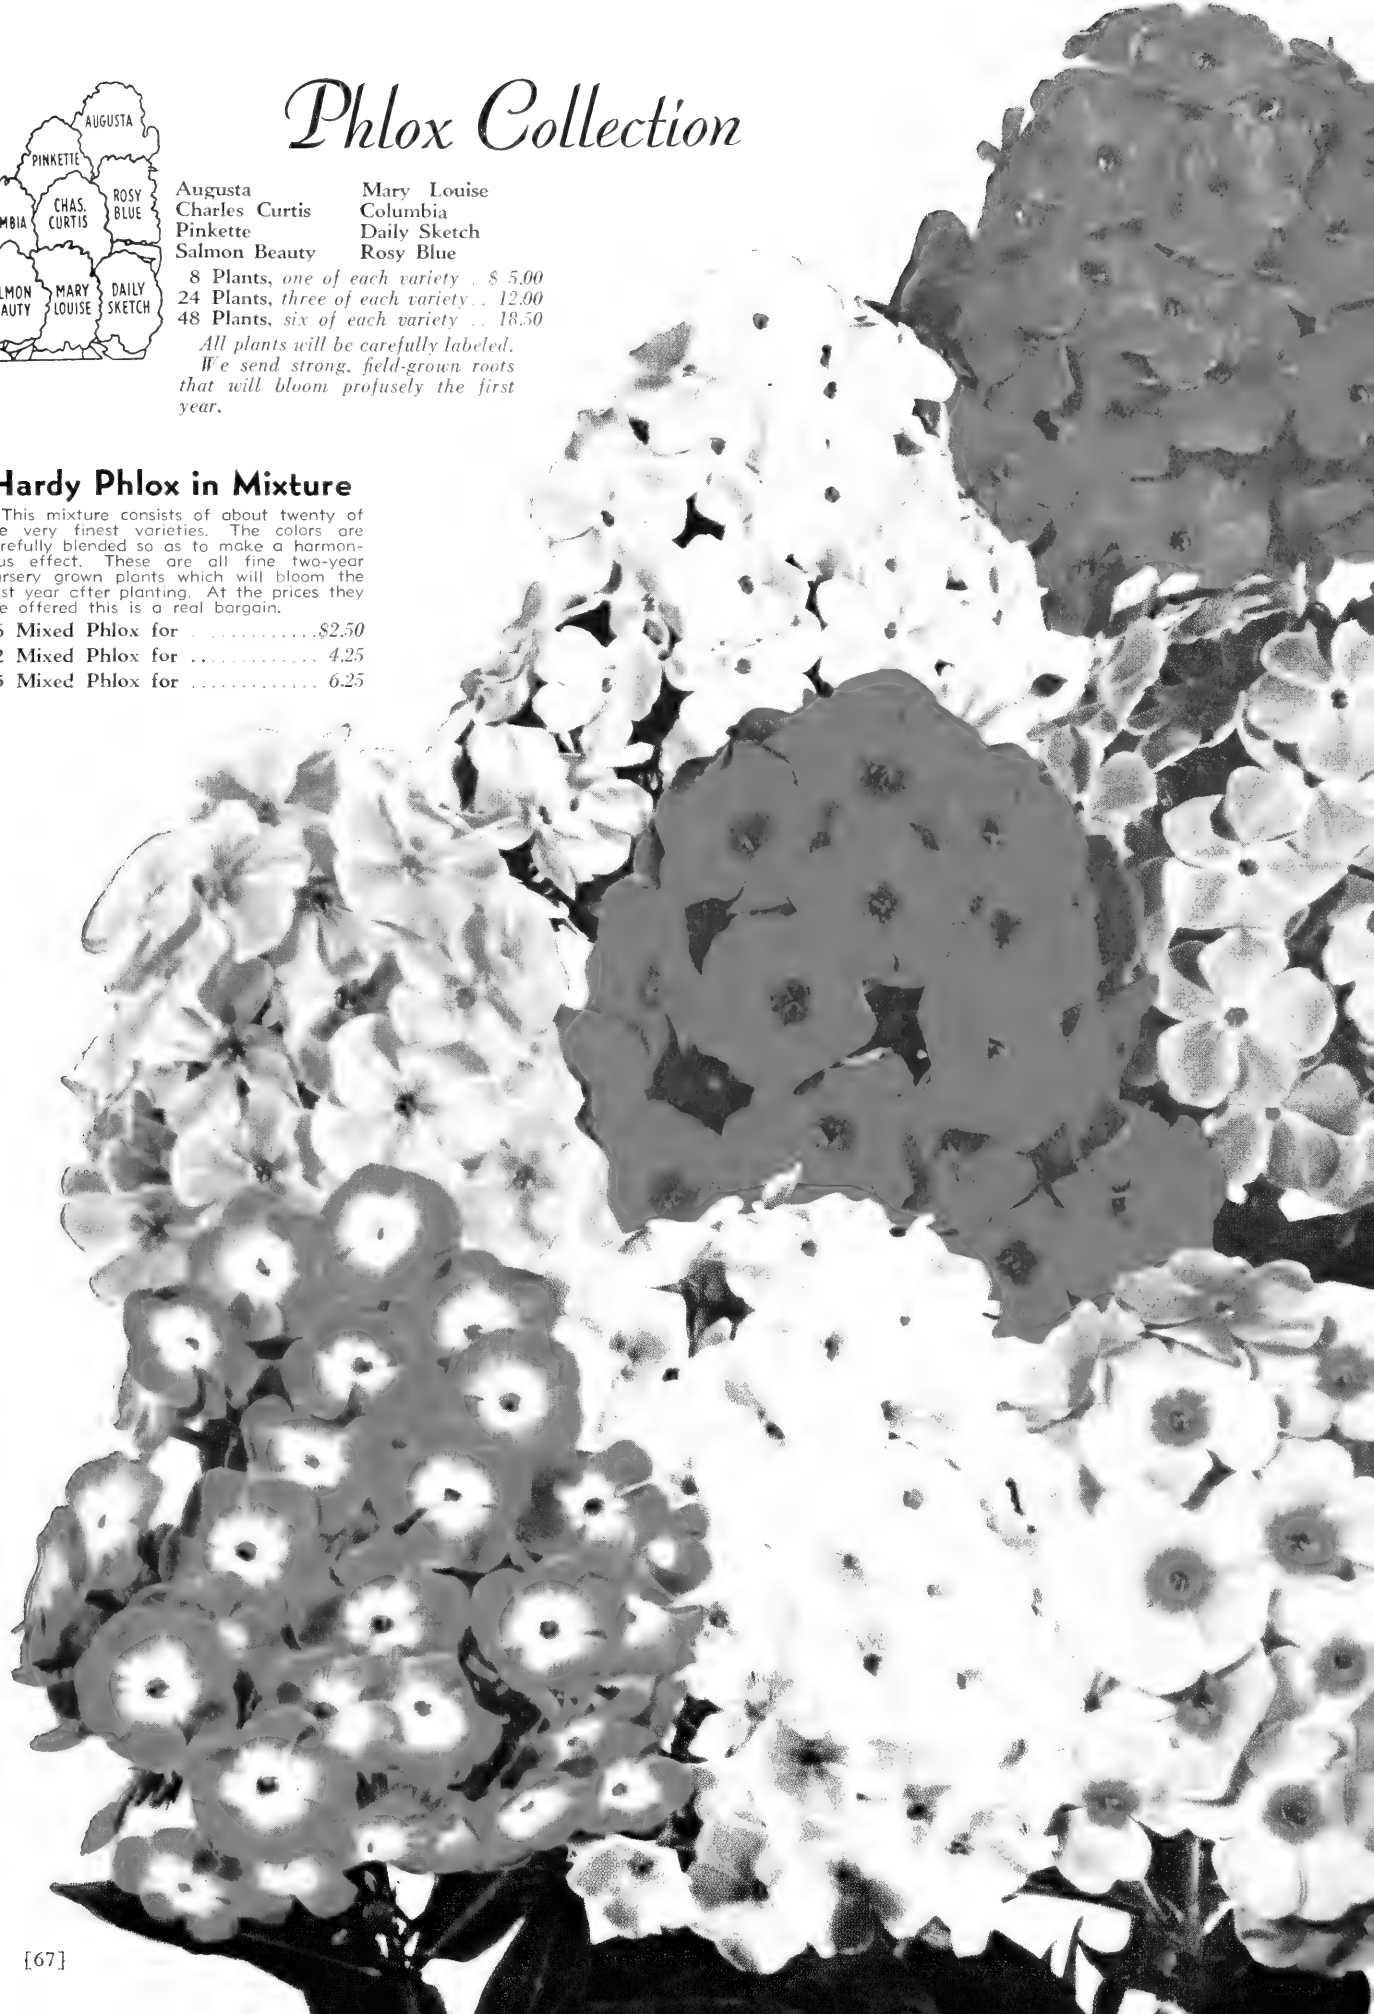 Phlox Collection
AUGUSTA
PINKETTE
ROSY
BLUE
CHAS.
CURTIS
MBIA
LMON
AUTY
MARY
LOUISE
DAILY
SKETCH
Augusta Mary Louise
Charles Curtis Columbia
Pinkette Daily Sketch
Salmon Beauty Rosy Blue
8 Plants, one of each variety . $ 5.00
24 Plants, three of each variety . . 12.00
48 Plants, six of each variety . . 18.50
All plants will be carefully labeled.
We send strong, field-grown roots
that will bloom profusely the first
year.
Hardy Phlox in Mixture
This mixture consists of about twenty of
e very finest varieties. The colors are
refully blended so as to make a harmon-
us effect. These are all fine two-year
ursery grown plants which will bloom the
st year after planting. At the prices they
e offered this is a real bargain.
Mixed Phlox for ............$2.50
2 Mixed Phlox for .............. 4.25
Mixed Phlox for ............. 6.25
[67]